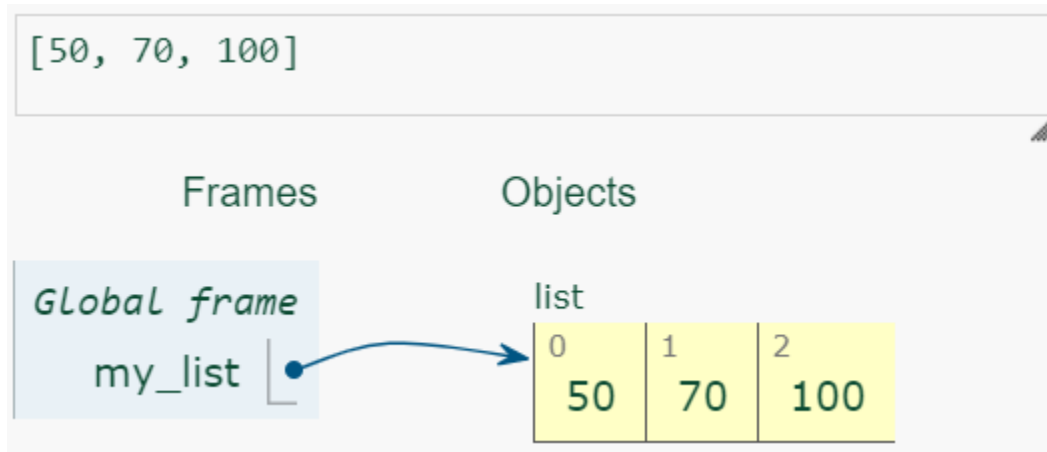 [50, 70, 100]
Frames Objects
Global frame
my_list
list
0 1 2
50 70 100